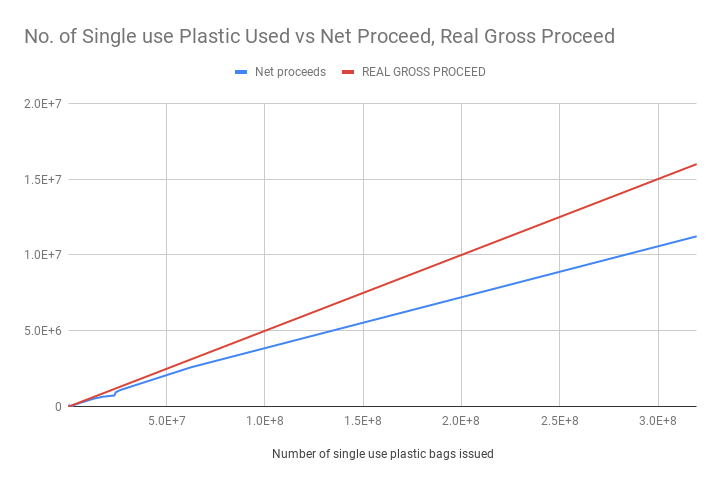 No. of Single use Plastic Used vs Net Proceed, Real Gross Proceed
Net proceeds REAL GROSS PROCEED
2.0E+7
1.5E+7
1.0E+7
5.0E+6
0
5.0E+7 1.0E+8 1.5E+8 2.0E+8 2.5E+8 3.0E+8
Number of single use plastic bags issued